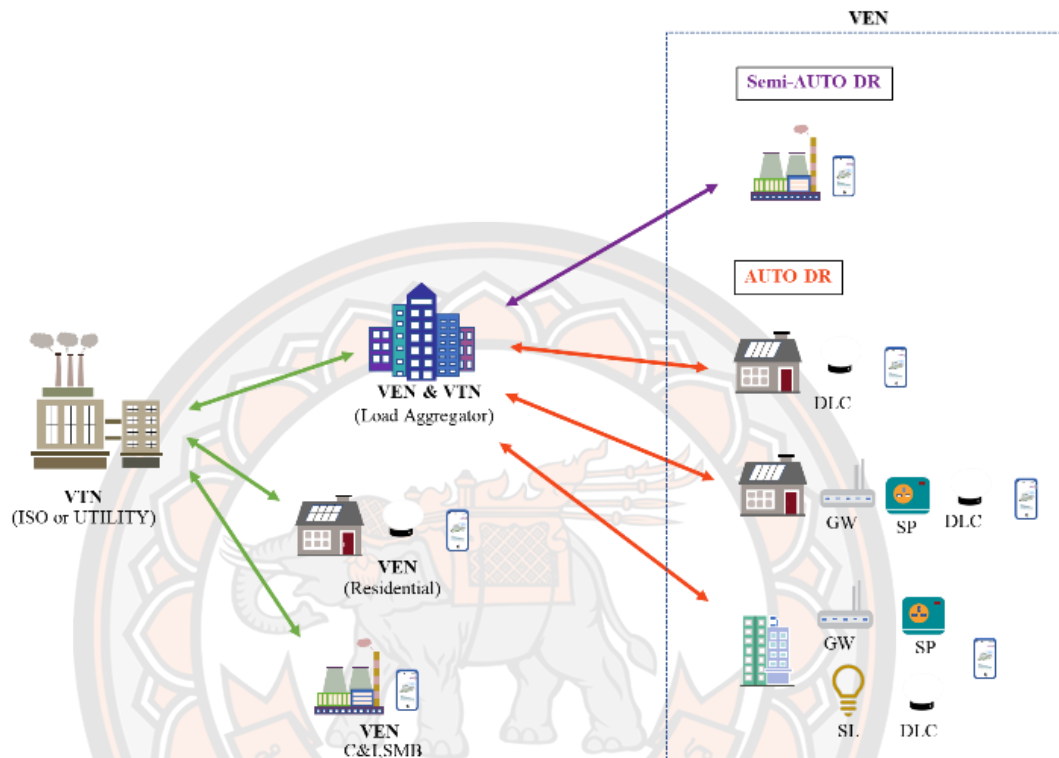 VEN
Semi-AUTO DR
AUTO DR
DLC
VEN & VTN
(Load Aggregator)
VTN
(ISO or UTILITY)
GW
SP
DLC
VEN
(Residential)
GW
SP
SL
DLC
VEN
C&I,SMB